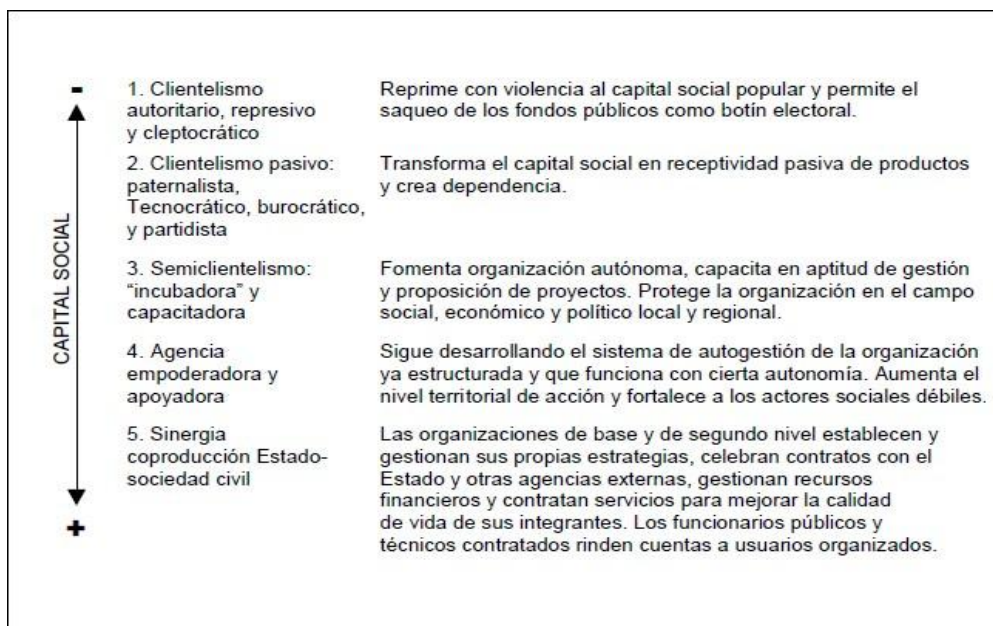 -
CAPITAL SOCIAL
+
1. Clientelismo
autoritario, represivo
y cleptocrático
Reprime con violencia al capital social popular y permite el
saqueo de los fondos públicos como botín electoral.
2. Clientelismo pasivo:
paternalista,
Tecnocrático, burocrático,
y partidista
Transforma el capital social en receptividad pasiva de productos
y crea dependencia.
3. Semiclientelismo:
"incubadora" y
capacitadora
Fomenta organización autónoma, capacita en aptitud de gestión
y proposición de proyectos. Protege la organización en el campo
social, económico y político local y regional.
4. Agencia
empoderadora y
apoyadora
Sigue desarrollando el sistema de autogestión de la organización
ya estructurada y que funciona con cierta autonomía. Aumenta el
nivel territorial de acción y fortalece a los actores sociales débiles.
5. Sinergia
coproducción Estado-
sociedad civil
Las organizaciones de base y de segundo nivel establecen y
gestionan sus propias estrategias, celebran contratos con el
Estado y otras agencias externas, gestionan recursos
financieros y contratan servicios para mejorar la calidad
de vida de sus integrantes. Los funcionarios públicos y
técnicos contratados rinden cuentas a usuarios organizados.